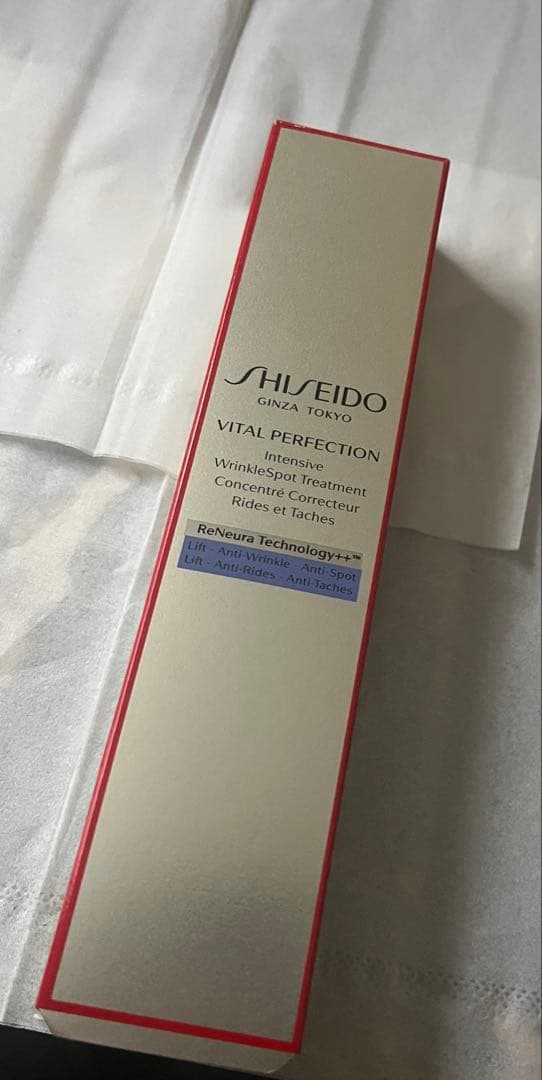 SHISEIDO
GINZA TOKYO
VITAL PERFECTION
Intensive
WrinkleSpot Treatment
Concentré Correcteur
Rides et Taches
ReNeura Technology++™
Lift - Anti-Wrinkle - Anti-Spot
Lift - Anti-Rides - Anti-Taches